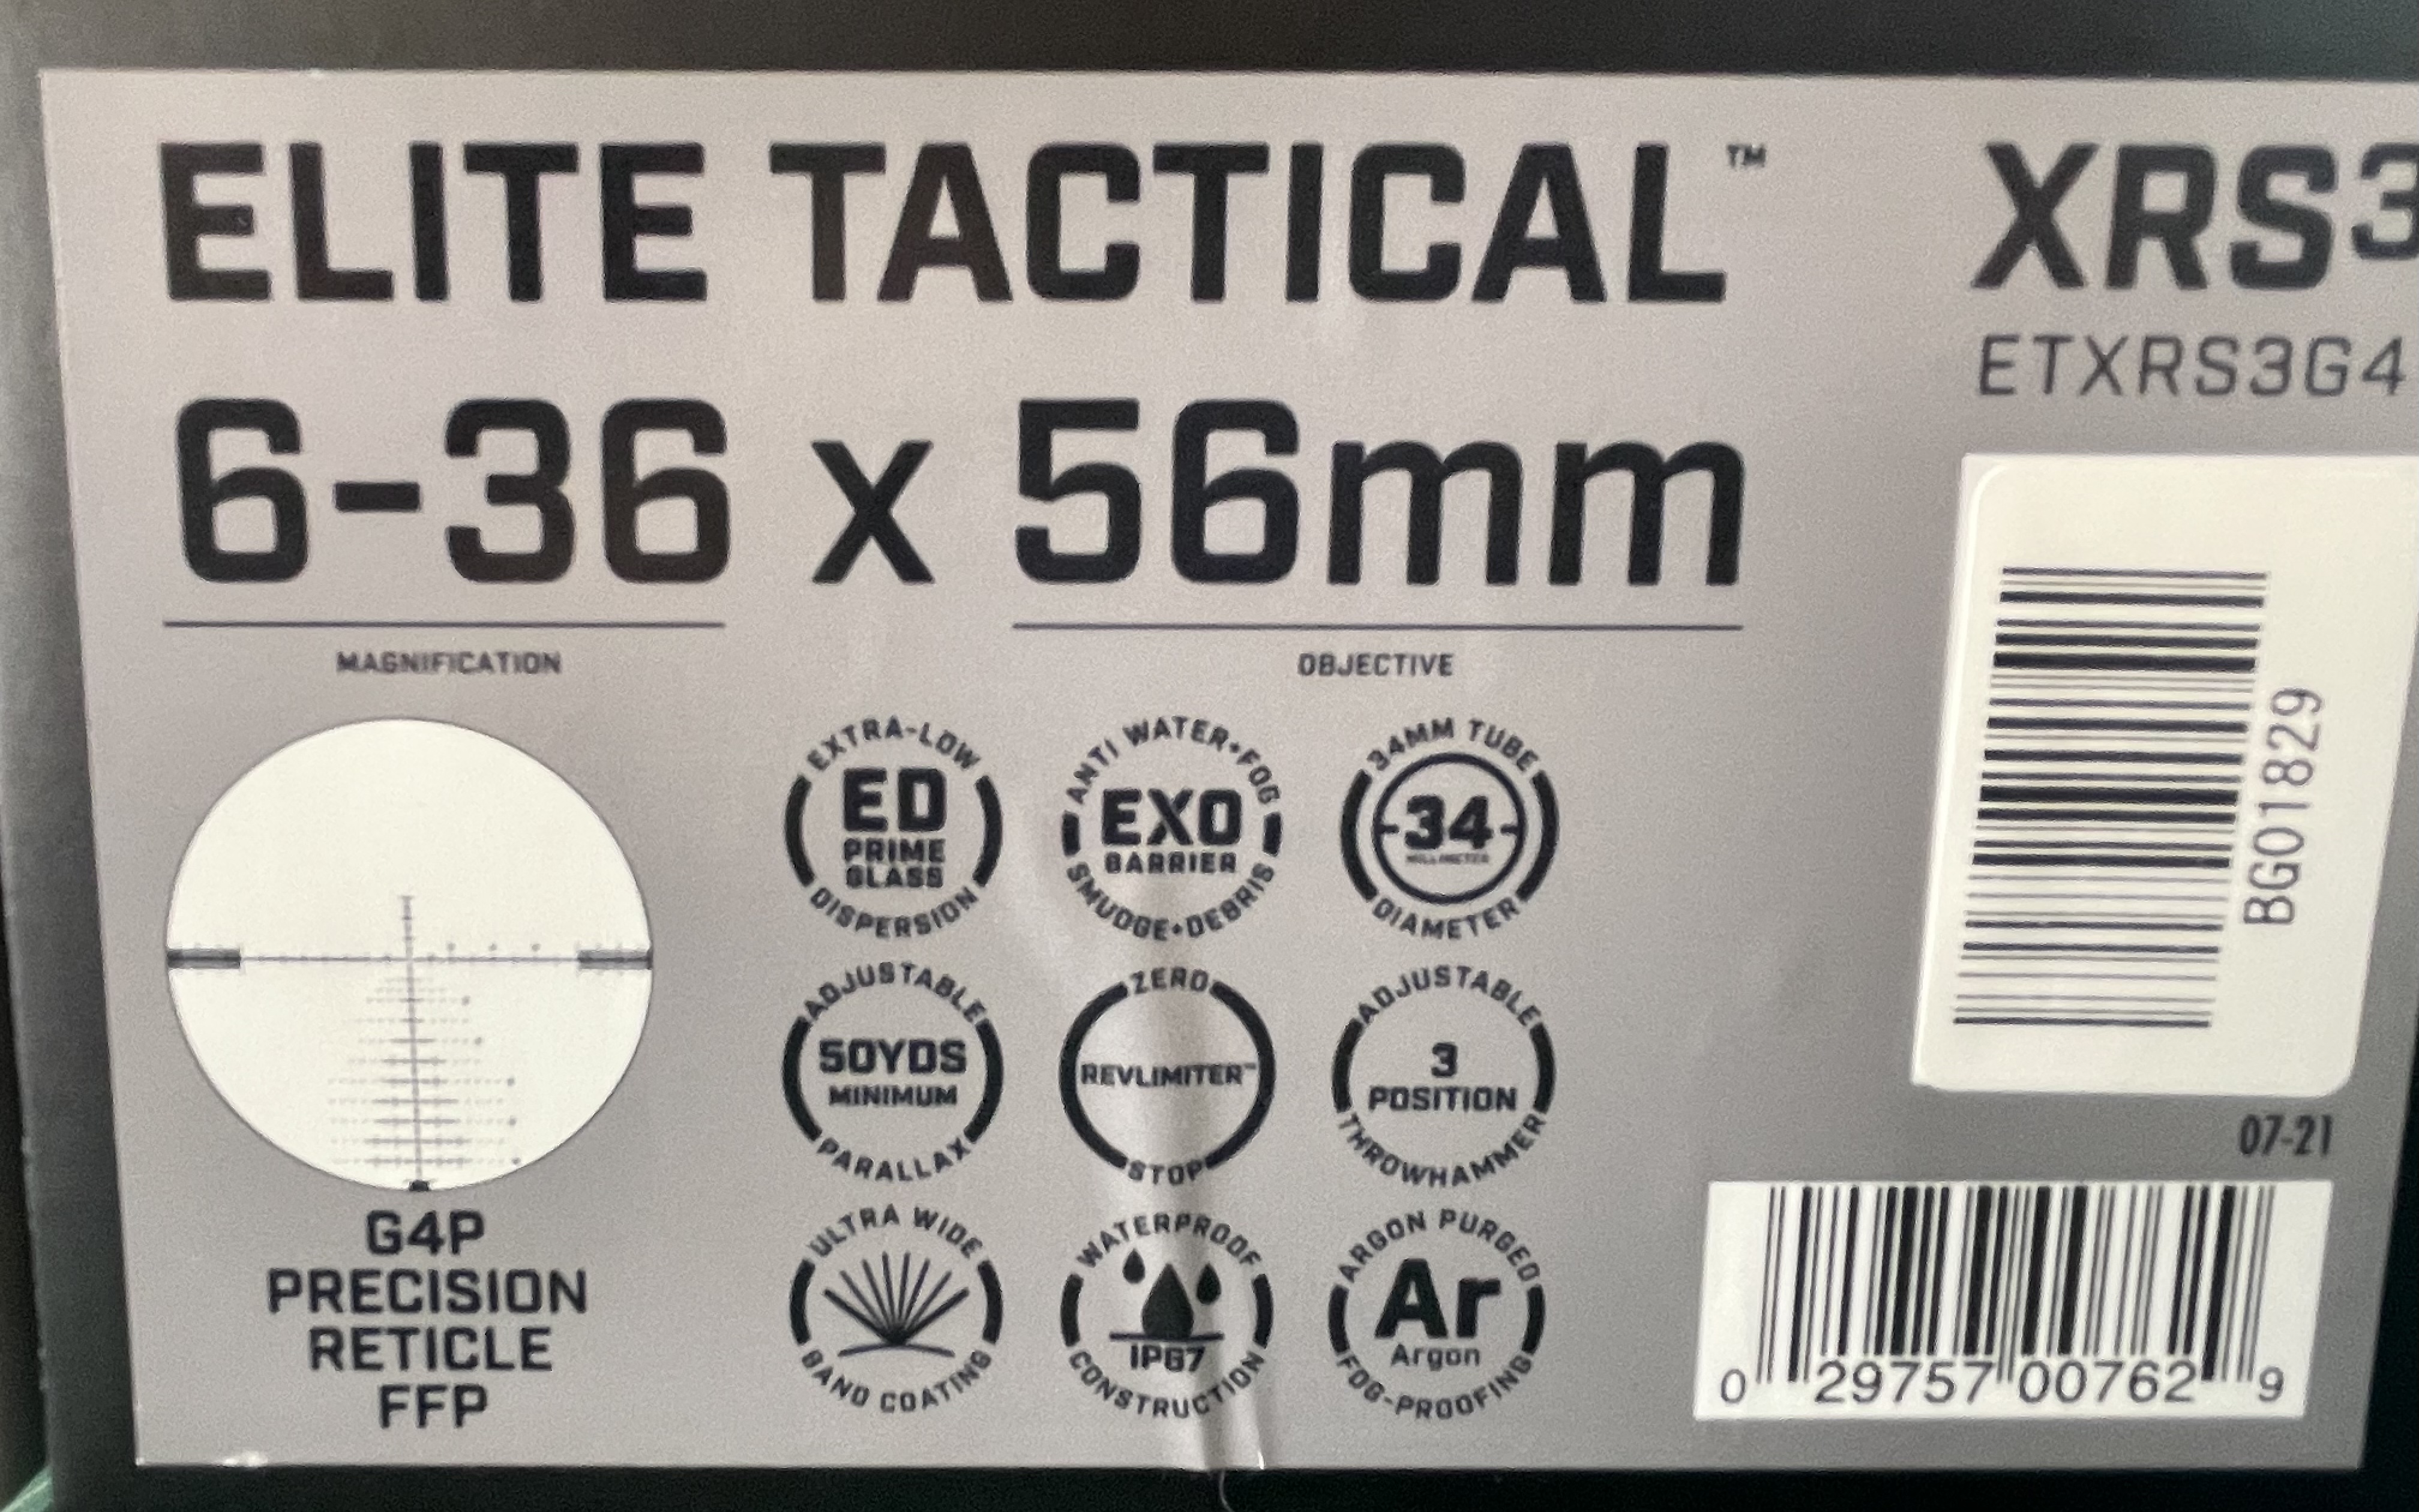 ELITE TACTICAL™
XRS3
ETXRS3G4
6-36 x 56mm
MAGNIFICATION
OBJECTIVE
EXTRA-LOW
ED
PRIME
GLASS
DISPERSION
ANTI WATER•FOG
EXO
BARRIER
SMUDGE•DEBRIS
34MM TUBE
-34-
MILLIMETER
DIAMETER
BG01829
ADJUSTABLE
50YDS
MINIMUM
PARALLAX
ZERO
REVLIMITER™
STOP
ADJUSTABLE
3
POSITION
THROWHAMMER
07-21
G4P
PRECISION
RETICLE
FFP
ULTRA WIDE
BAND COATING
WATERPROOF
IP67
CONSTRUCTION
ARGON PURGED
Ar
Argon
FOG-PROOFING
0 29757 00762 9